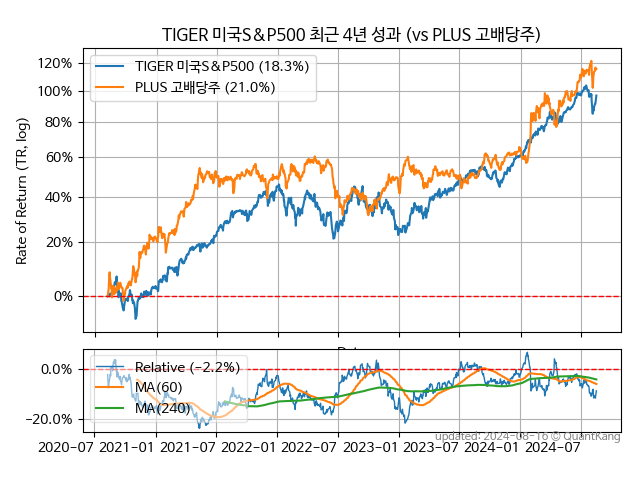 TIGER 미국S&P500 최근 4년 성과 (vs PLUS 고배당주)
Rate of Return (TR, log)
120%
100%
80%
60%
40%
20%
0%
TIGER 미국S&P500 (18.3%)
PLUS 고배당주 (21.0%)
0.0%
−20.0%
Relative (−2.2%)
MA(60)
MA(240)
2020-07 2021-01 2021-07 2022-01 2022-07 2023-01 2023-07 2024-01 2024-07
updated: 2024-08-16 © QuantKang